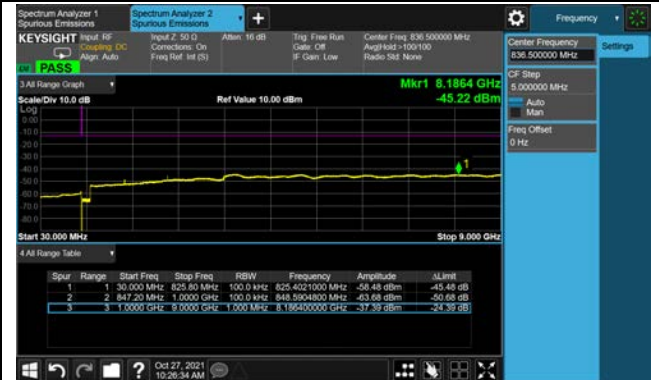 Spectrum Analyzer 1
Spurious Emissions
Spectrum Analyzer 2
Spurious Emissions
Frequency
KEYSIGHT
Input: RF
Coupling: DC
Align: Auto
Input Z: 50 Ω
Corrections: On
Freq Ref: Int (S)
Atten: 16 dB
Trig: Free Run
Gate: Off
IF Gain: Low
Center Freq: 836.500000 MHz
Avg|Hold:>100/100
Radio Std: None
PASS
Center Frequency
836.500000 MHz
Settings
CF Step
5.000000 MHz
Auto
Man
Freq Offset
0 Hz
3 All Range Graph
Mkr1 8.1864 GHz
Scale/Div 10.0 dB
Ref Value 10.00 dBm
-45.22 dBm
Log
0.00
-10.0
-20.0
-30.0
-40.0
-50.0
-60.0
-70.0
-80.0
1
Start 30.000 MHz
Stop 9.000 GHz
4 All Range Table
Spur Range Start Freq Stop Freq RBW Frequency Amplitude ΔLimit
1 1 30.000 MHz 825.80 MHz 100.0 kHz 825.4021000 MHz -58.48 dBm -45.48 dB
2 2 847.20 MHz 1.0000 GHz 100.0 kHz 848.5904800 MHz -63.68 dBm -50.68 dB
3 3 1.0000 GHz 9.0000 GHz 1.000 MHz 8.186400000 GHz -37.39 dBm -24.39 dB
Oct 27, 2021
10:26:34 AM